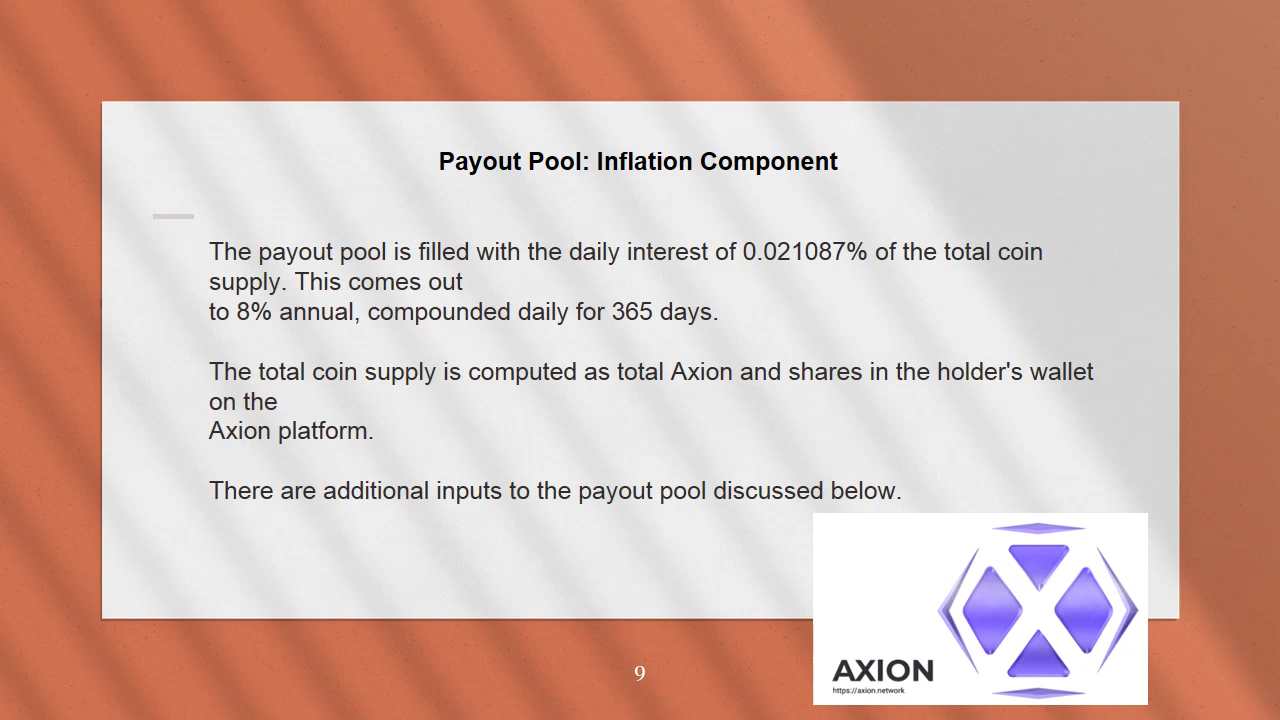 Payout Pool: Inflation Component
The payout pool is filled with the daily interest of 0.021087% of the total coin
supply. This comes out
to 8% annual, compounded daily for 365 days.
The total coin supply is computed as total Axion and shares in the holder's wallet
on the
Axion platform.
There are additional inputs to the payout pool discussed below.
AXION
https://axion.network
9